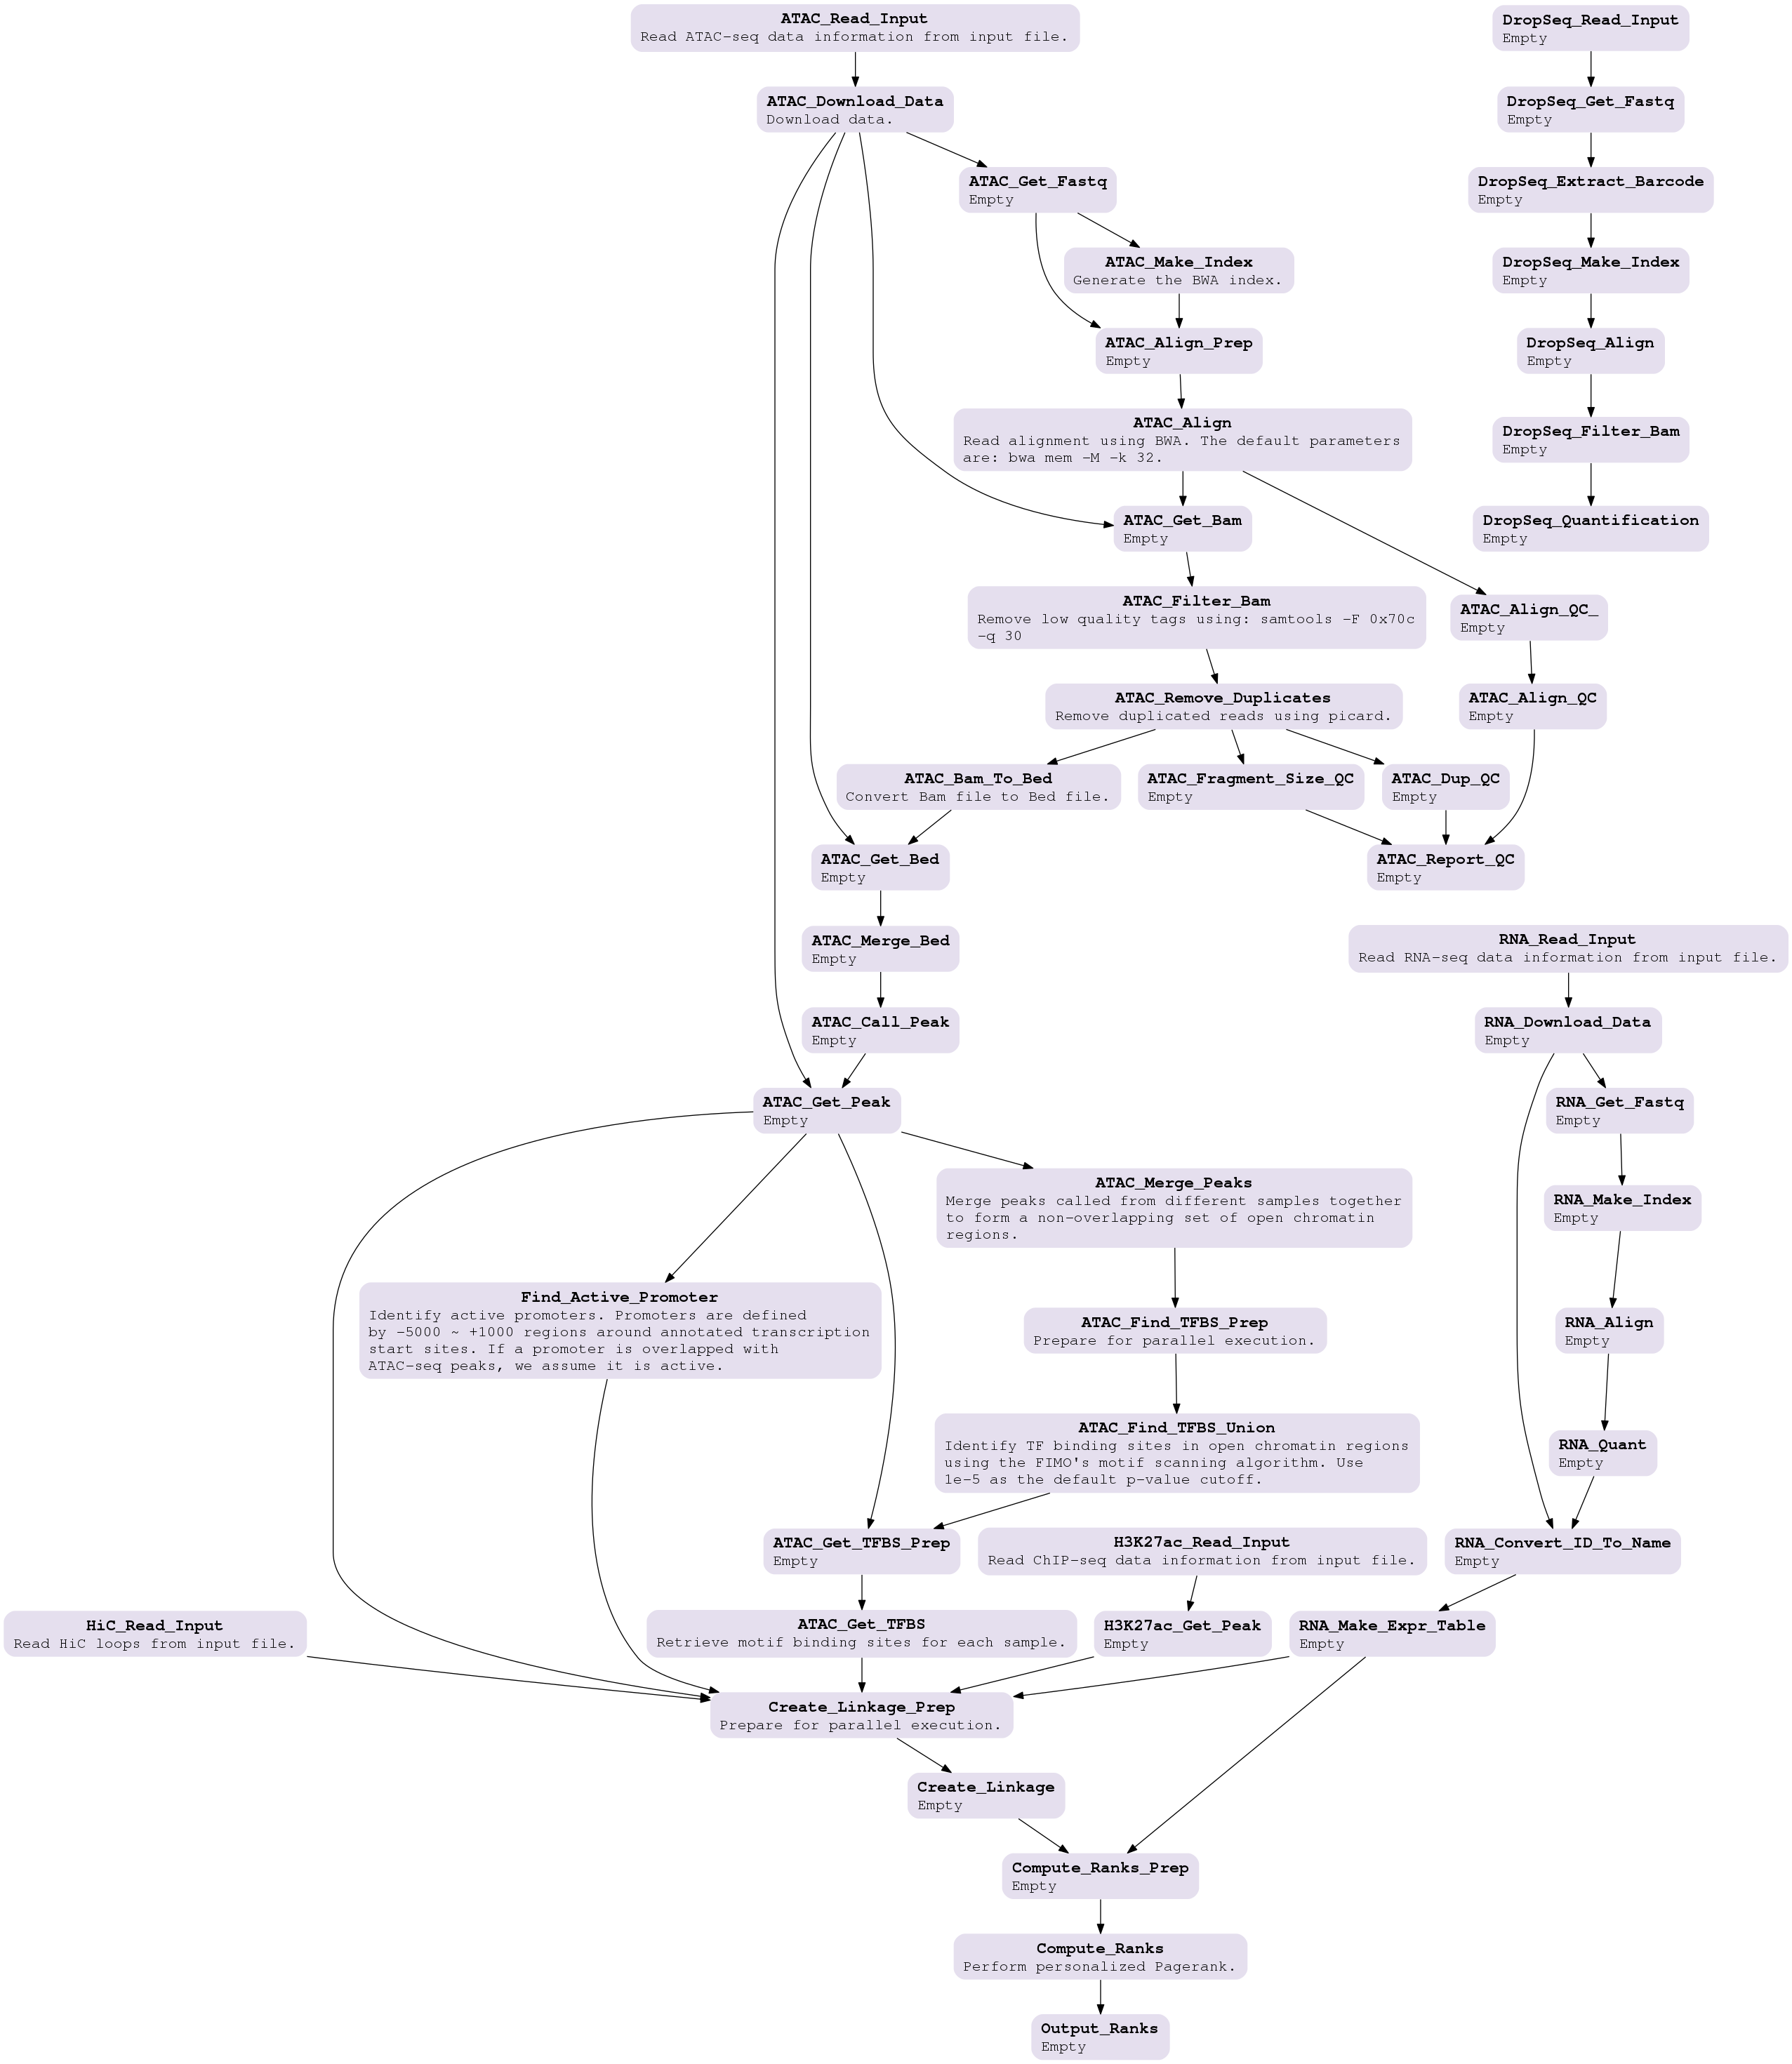 ATAC_Read_Input
Read ATAC-seq data information from input file.
DropSeq_Read_Input
Empty
ATAC_Download_Data
Download data.
DropSeq_Get_Fastq
Empty
ATAC_Get_Fastq
Empty
DropSeq_Extract_Barcode
Empty
ATAC_Make_Index
Generate the BWA index.
DropSeq_Make_Index
Empty
ATAC_Align_Prep
Empty
DropSeq_Align
Empty
ATAC_Align
Read alignment using BWA. The default parameters
are: bwa mem -M -k 32.
DropSeq_Filter_Bam
Empty
ATAC_Get_Bam
Empty
DropSeq_Quantification
Empty
ATAC_Filter_Bam
Remove low quality tags using: samtools -F 0x70c
-q 30
ATAC_Align_QC_
Empty
ATAC_Remove_Duplicates
Remove duplicated reads using picard.
ATAC_Align_QC
Empty
ATAC_Bam_To_Bed
Convert Bam file to Bed file.
ATAC_Fragment_Size_QC
Empty
ATAC_Dup_QC
Empty
ATAC_Get_Bed
Empty
ATAC_Report_QC
Empty
ATAC_Merge_Bed
Empty
RNA_Read_Input
Read RNA-seq data information from input file.
ATAC_Call_Peak
Empty
RNA_Download_Data
Empty
ATAC_Get_Peak
Empty
RNA_Get_Fastq
Empty
ATAC_Merge_Peaks
Merge peaks called from different samples together
to form a non-overlapping set of open chromatin
regions.
RNA_Make_Index
Empty
Find_Active_Promoter
Identify active promoters. Promoters are defined
by -5000 ~ +1000 regions around annotated transcription
start sites. If a promoter is overlapped with
ATAC-seq peaks, we assume it is active.
ATAC_Find_TFBS_Prep
Prepare for parallel execution.
RNA_Align
Empty
ATAC_Find_TFBS_Union
Identify TF binding sites in open chromatin regions
using the FIMO's motif scanning algorithm. Use
1e-5 as the default p-value cutoff.
RNA_Quant
Empty
ATAC_Get_TFBS_Prep
Empty
H3K27ac_Read_Input
Read ChIP-seq data information from input file.
RNA_Convert_ID_To_Name
Empty
HiC_Read_Input
Read HiC loops from input file.
ATAC_Get_TFBS
Retrieve motif binding sites for each sample.
H3K27ac_Get_Peak
Empty
RNA_Make_Expr_Table
Empty
Create_Linkage_Prep
Prepare for parallel execution.
Create_Linkage
Empty
Compute_Ranks_Prep
Empty
Compute_Ranks
Perform personalized Pagerank.
Output_Ranks
Empty